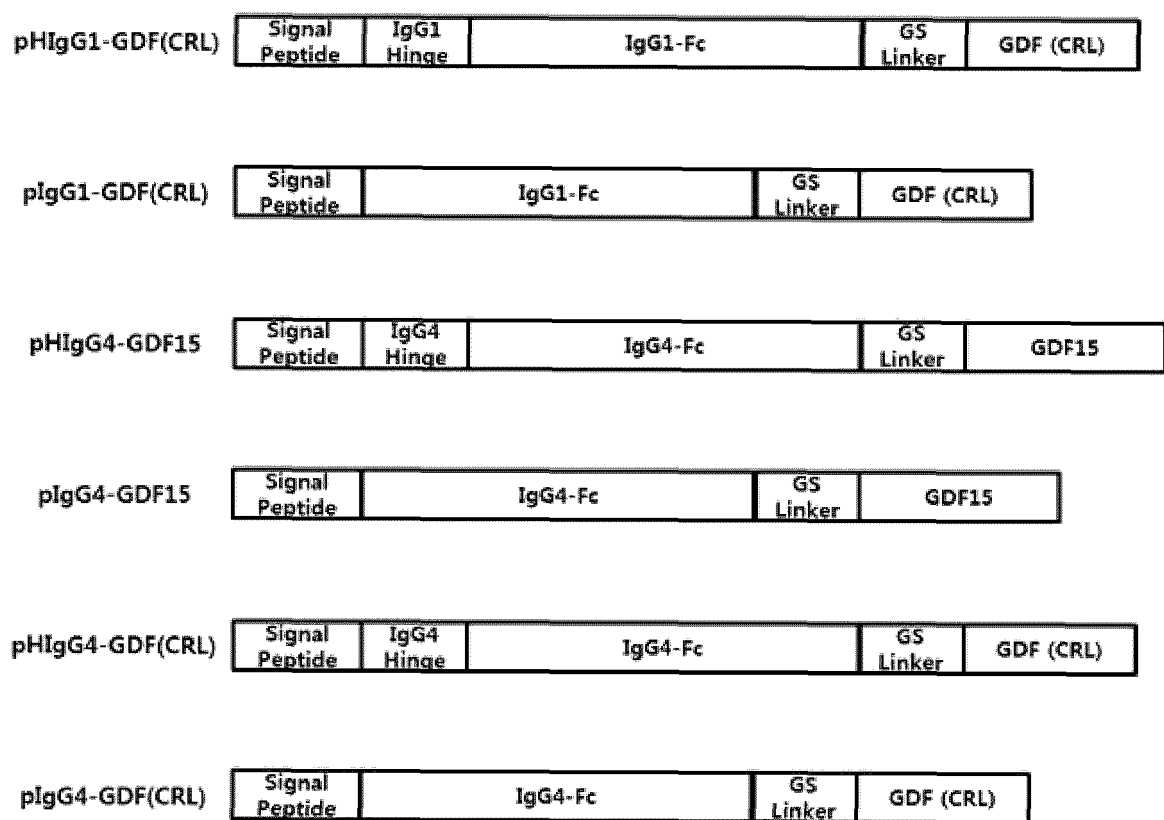 pHIgG1-GDF(CRL) Signal Peptide IgG1 Hinge IgG1-Fc GS Linker GDF (CRL)
pIgG1-GDF(CRL) Signal Peptide IgG1-Fc GS Linker GDF (CRL)
pHIgG4-GDF15 Signal Peptide IgG4 Hinge IgG4-Fc GS Linker GDF15
pIgG4-GDF15 Signal Peptide IgG4-Fc GS Linker GDF15
pHIgG4-GDF(CRL) Signal Peptide IgG4 Hinge IgG4-Fc GS Linker GDF (CRL)
pIgG4-GDF(CRL) Signal Peptide IgG4-Fc GS Linker GDF (CRL)